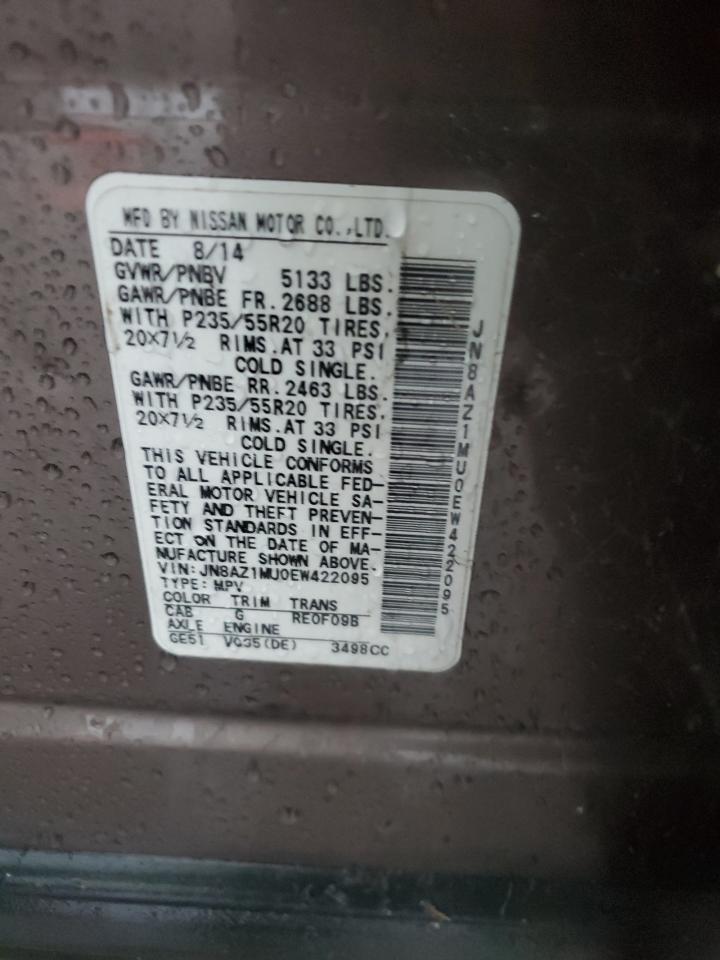 MFD BY NISSAN MOTOR CO.,LTD.
DATE 8/14
GVWR/PNBV 5133 LBS.
GAWR/PNBE FR. 2688 LBS.
WITH P235/55R20 TIRES,
20×7½ RIMS.AT 33 PSI
COLD SINGLE.
GAWR/PNBE RR. 2463 LBS.
WITH P235/55R20 TIRES,
20×7½ RIMS.AT 33 PSI
COLD SINGLE.
THIS VEHICLE CONFORMS
TO ALL APPLICABLE FED-
ERAL MOTOR VEHICLE SA-
FETY AND THEFT PREVEN-
TION STANDARDS IN EFF-
ECT ON THE DATE OF MA-
NUFACTURE SHOWN ABOVE.
VIN: JN8AZ1MU0EW422095
TYPE: MPV
COLOR TRIM TRANS
CAB G RE0F09B
AXLE ENGINE
GE51 VQ35(DE) 3498CC
JN8AZ1MU0EW422095